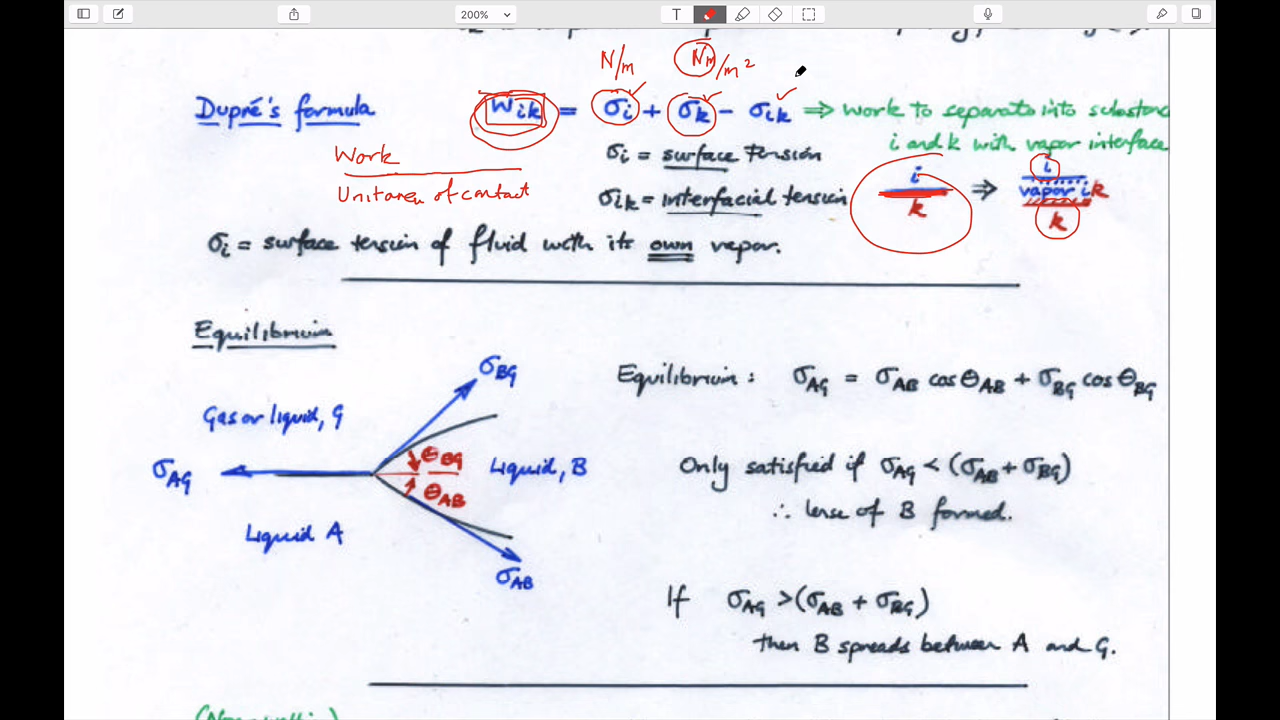 200%
T
N/m
Nm/m²
Dupré's formula
Wik = σi + σk − σik ⇒ work to separate into substanc
i and k with vapor interface
Work
Unit area of contact
σi = surface tension
σik = interfacial tension
i
k
⇒
i
vapor ik
k
σi = surface tension of fluid with its own vapor.
Equilibrium
σBG
Equilibrium: σAG = σAB cos θAB + σBG cos θBG
Gas or liquid, G
σAG
θBG
θAB
Liquid, B
Only satisfied if σAG < (σAB + σBG)
∴ lense of B formed.
Liquid A
σAB
If σAG > (σAB + σBG)
then B spreads between A and G.